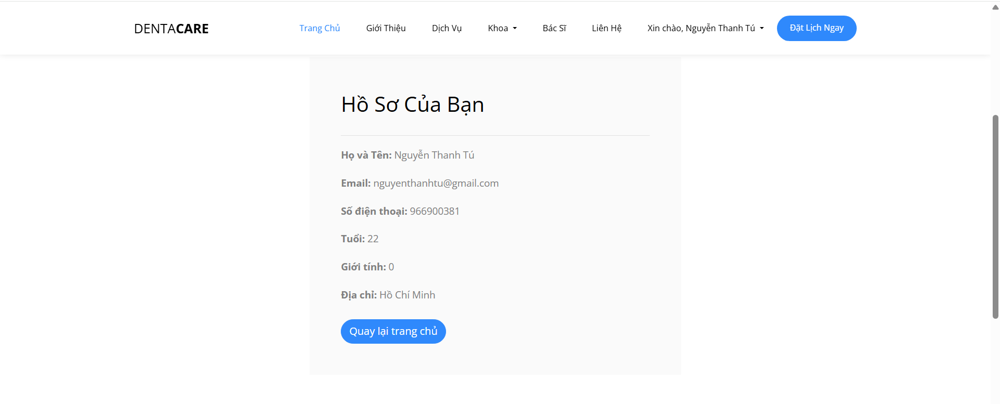 DENTACARE Trang Chủ Giới Thiệu Dịch Vụ Khoa Bác Sĩ Liên Hệ Xin chào, Nguyễn Thanh Tú Đặt Lịch Ngay
Hồ Sơ Của Bạn
Họ và Tên: Nguyễn Thanh Tú
Email: nguyenthanhtu@gmail.com
Số điện thoại: 966900381
Tuổi: 22
Giới tính: 0
Địa chỉ: Hồ Chí Minh
Quay lại trang chủ